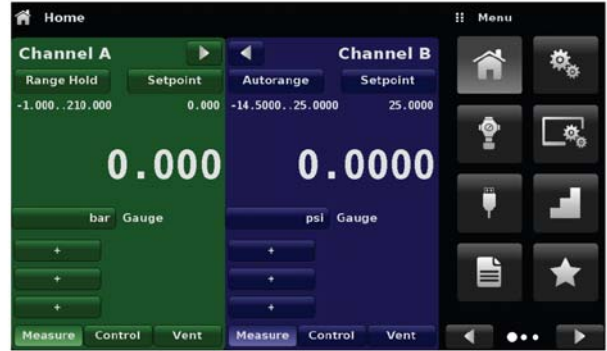 Home
Menu
Channel A
Channel B
Range Hold Setpoint
Autorange Setpoint
-1.000..210.000 0.000
-14.5000..25.0000 25.0000
0.000
0.0000
bar Gauge
psi Gauge
+
+
+
+
+
+
Measure Control Vent
Measure Control Vent